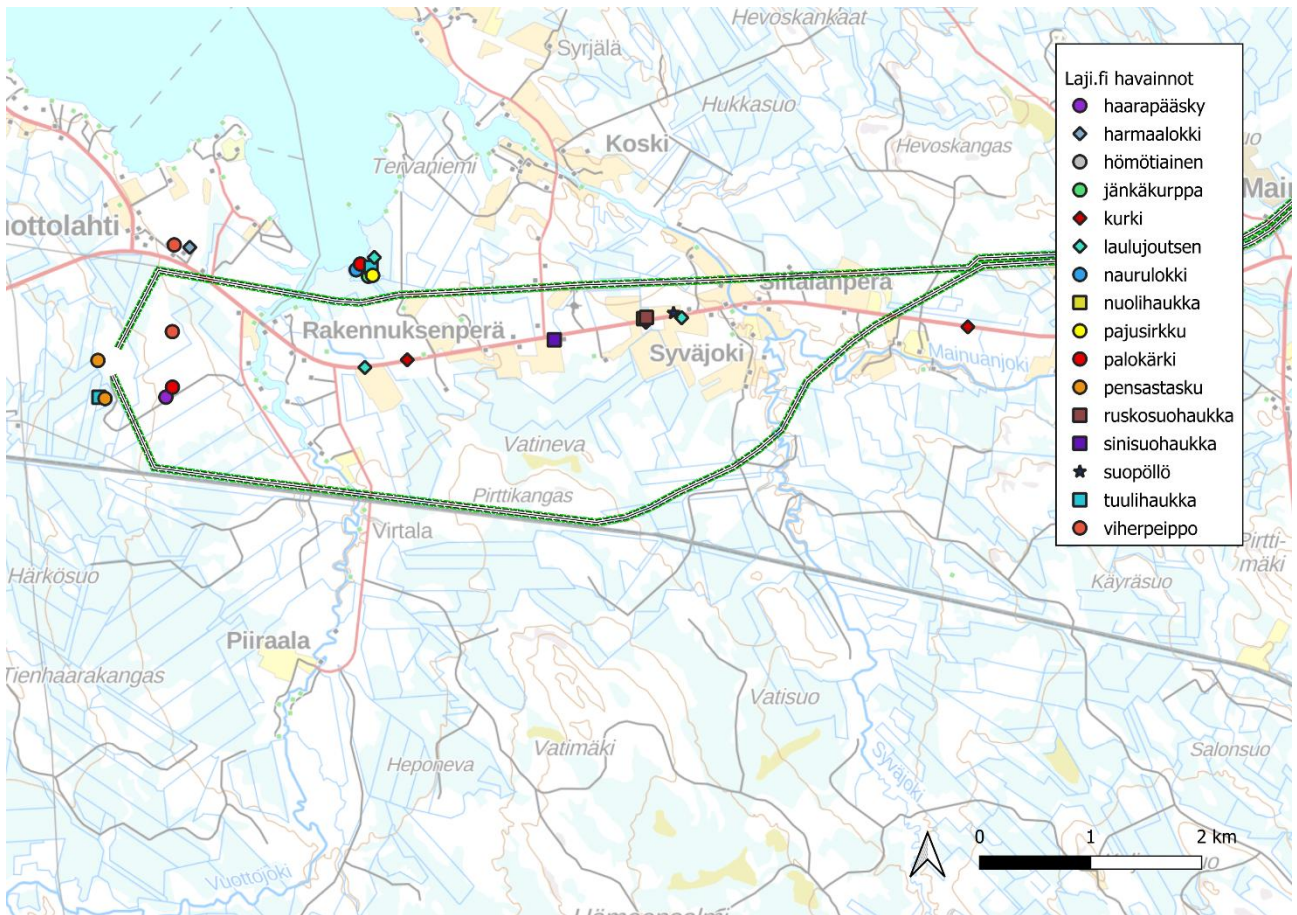 Hevoskankaat
Syrjälä
Hukkasuo
Koski
Hevoskangas
Tervaniemi
uottolahti
Siltalanperä
Rakennuksenperä
Syväjoki
Mainuanjoki
Vatineva
Pirttikangas
Virtala
Härkösuo
Käyräsuo
Pirtti-
mäki
Piiraala
Tienhaarakangas
Vatisuo
Vatimäki
Heponeva
Salonsuo
Syväjoki
Vuottojoki
Laji.fi havainnot
haarapääsky
harmaalokki
hömötiainen
jänkäkurppa
kurki
laulujoutsen
naurulokki
nuolihaukka
pajusirkku
palokärki
pensastasku
ruskosuohaukka
sinisuohaukka
suopöllö
tuulihaukka
viherpeippo
Main
0 1 2 km